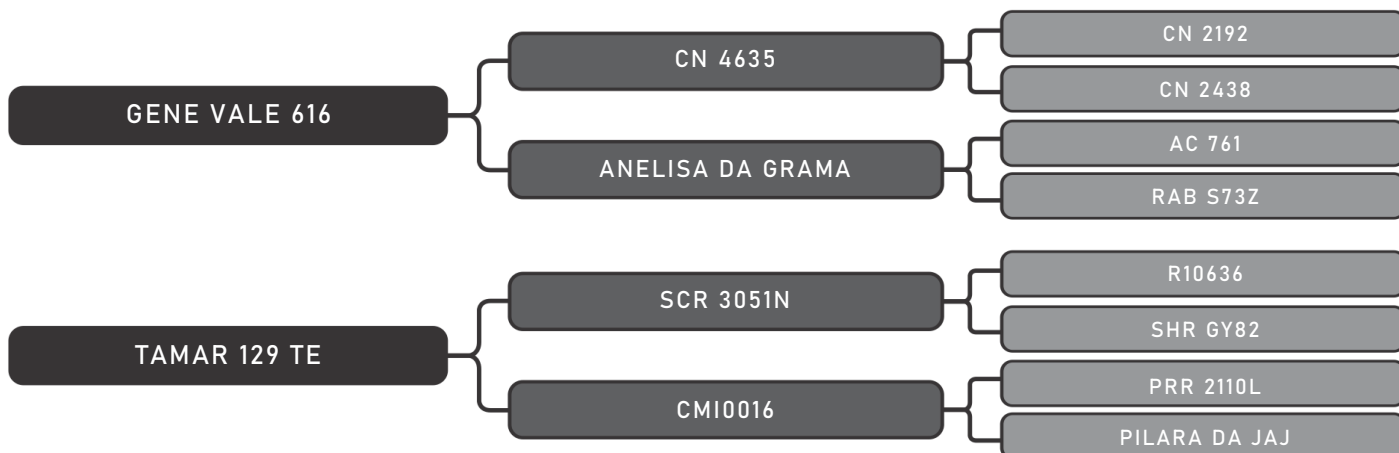 GENE VALE 616
CN 4635
CN 2192
CN 2438
ANELISA DA GRAMA
AC 761
RAB S73Z
TAMAR 129 TE
SCR 3051N
R10636
SHR GY82
CMI0016
PRR 2110L
PILARA DA JAJ